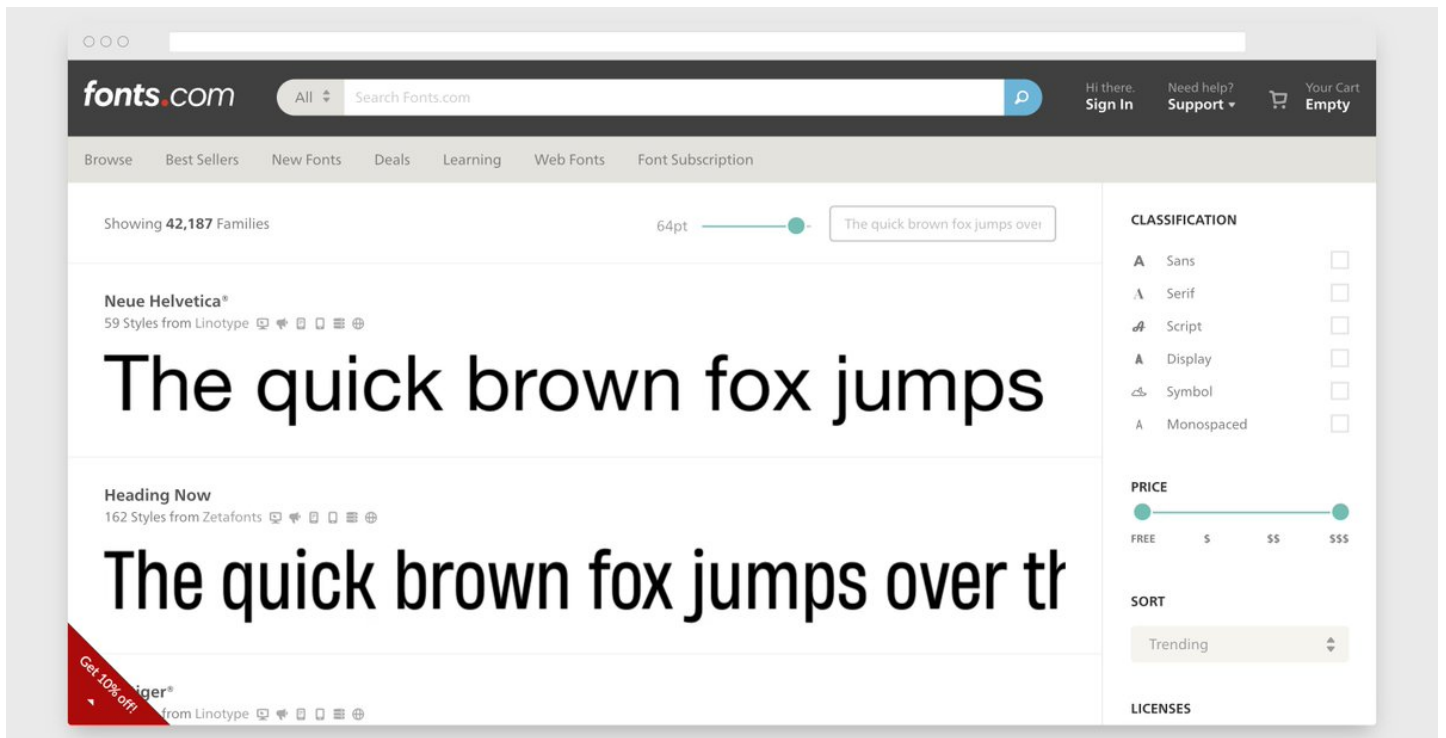 fonts.com
All
Search Fonts.com
Hi there.
Sign In
Need help?
Support
Your Cart
Empty
Browse Best Sellers New Fonts Deals Learning Web Fonts Font Subscription
Showing 42,187 Families
64pt
The quick brown fox jumps over
Neue Helvetica®
59 Styles from Linotype
The quick brown fox jumps
Heading Now
162 Styles from Zetafonts
The quick brown fox jumps over th
from Linotype
Get 10% off!
CLASSIFICATION
A Sans
A Serif
A Script
A Display
Symbol
A Monospaced
PRICE
FREE $ $$ $$$
SORT
Trending
LICENSES